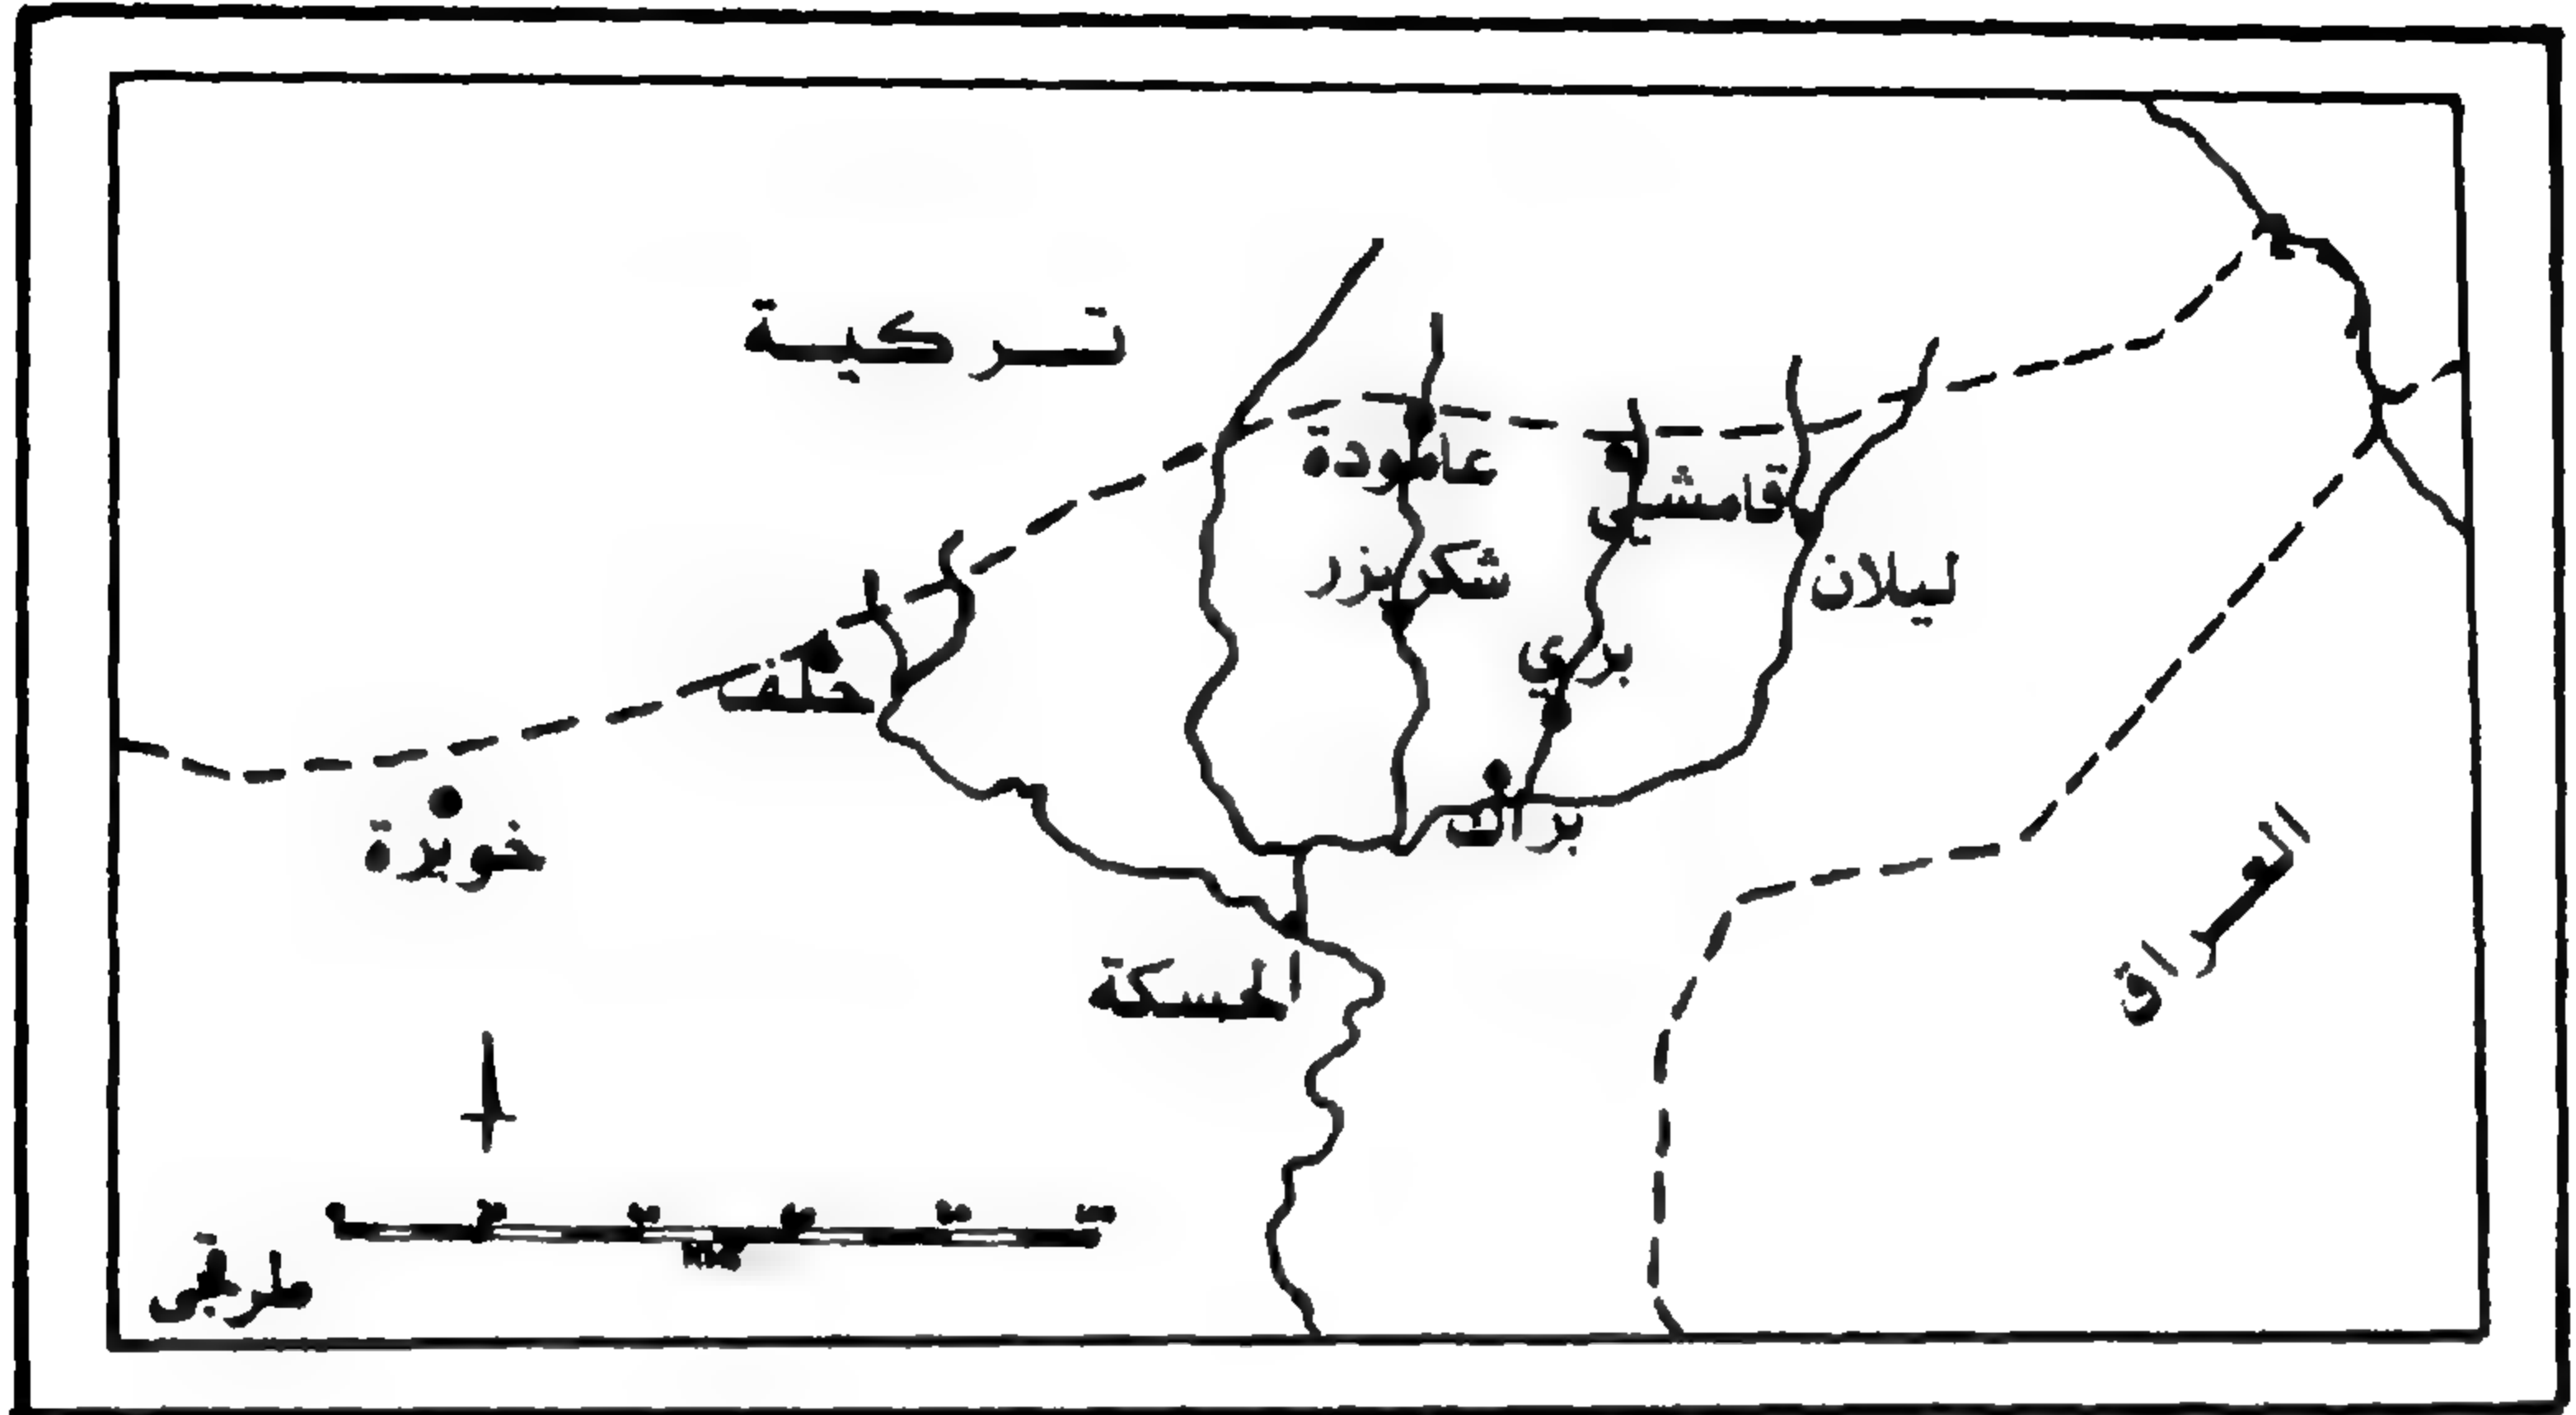 تركية
عامودة
قامشلي
شكربزر
ليلان
بري
حلف
براك
خويرة
العراق
الحسكة